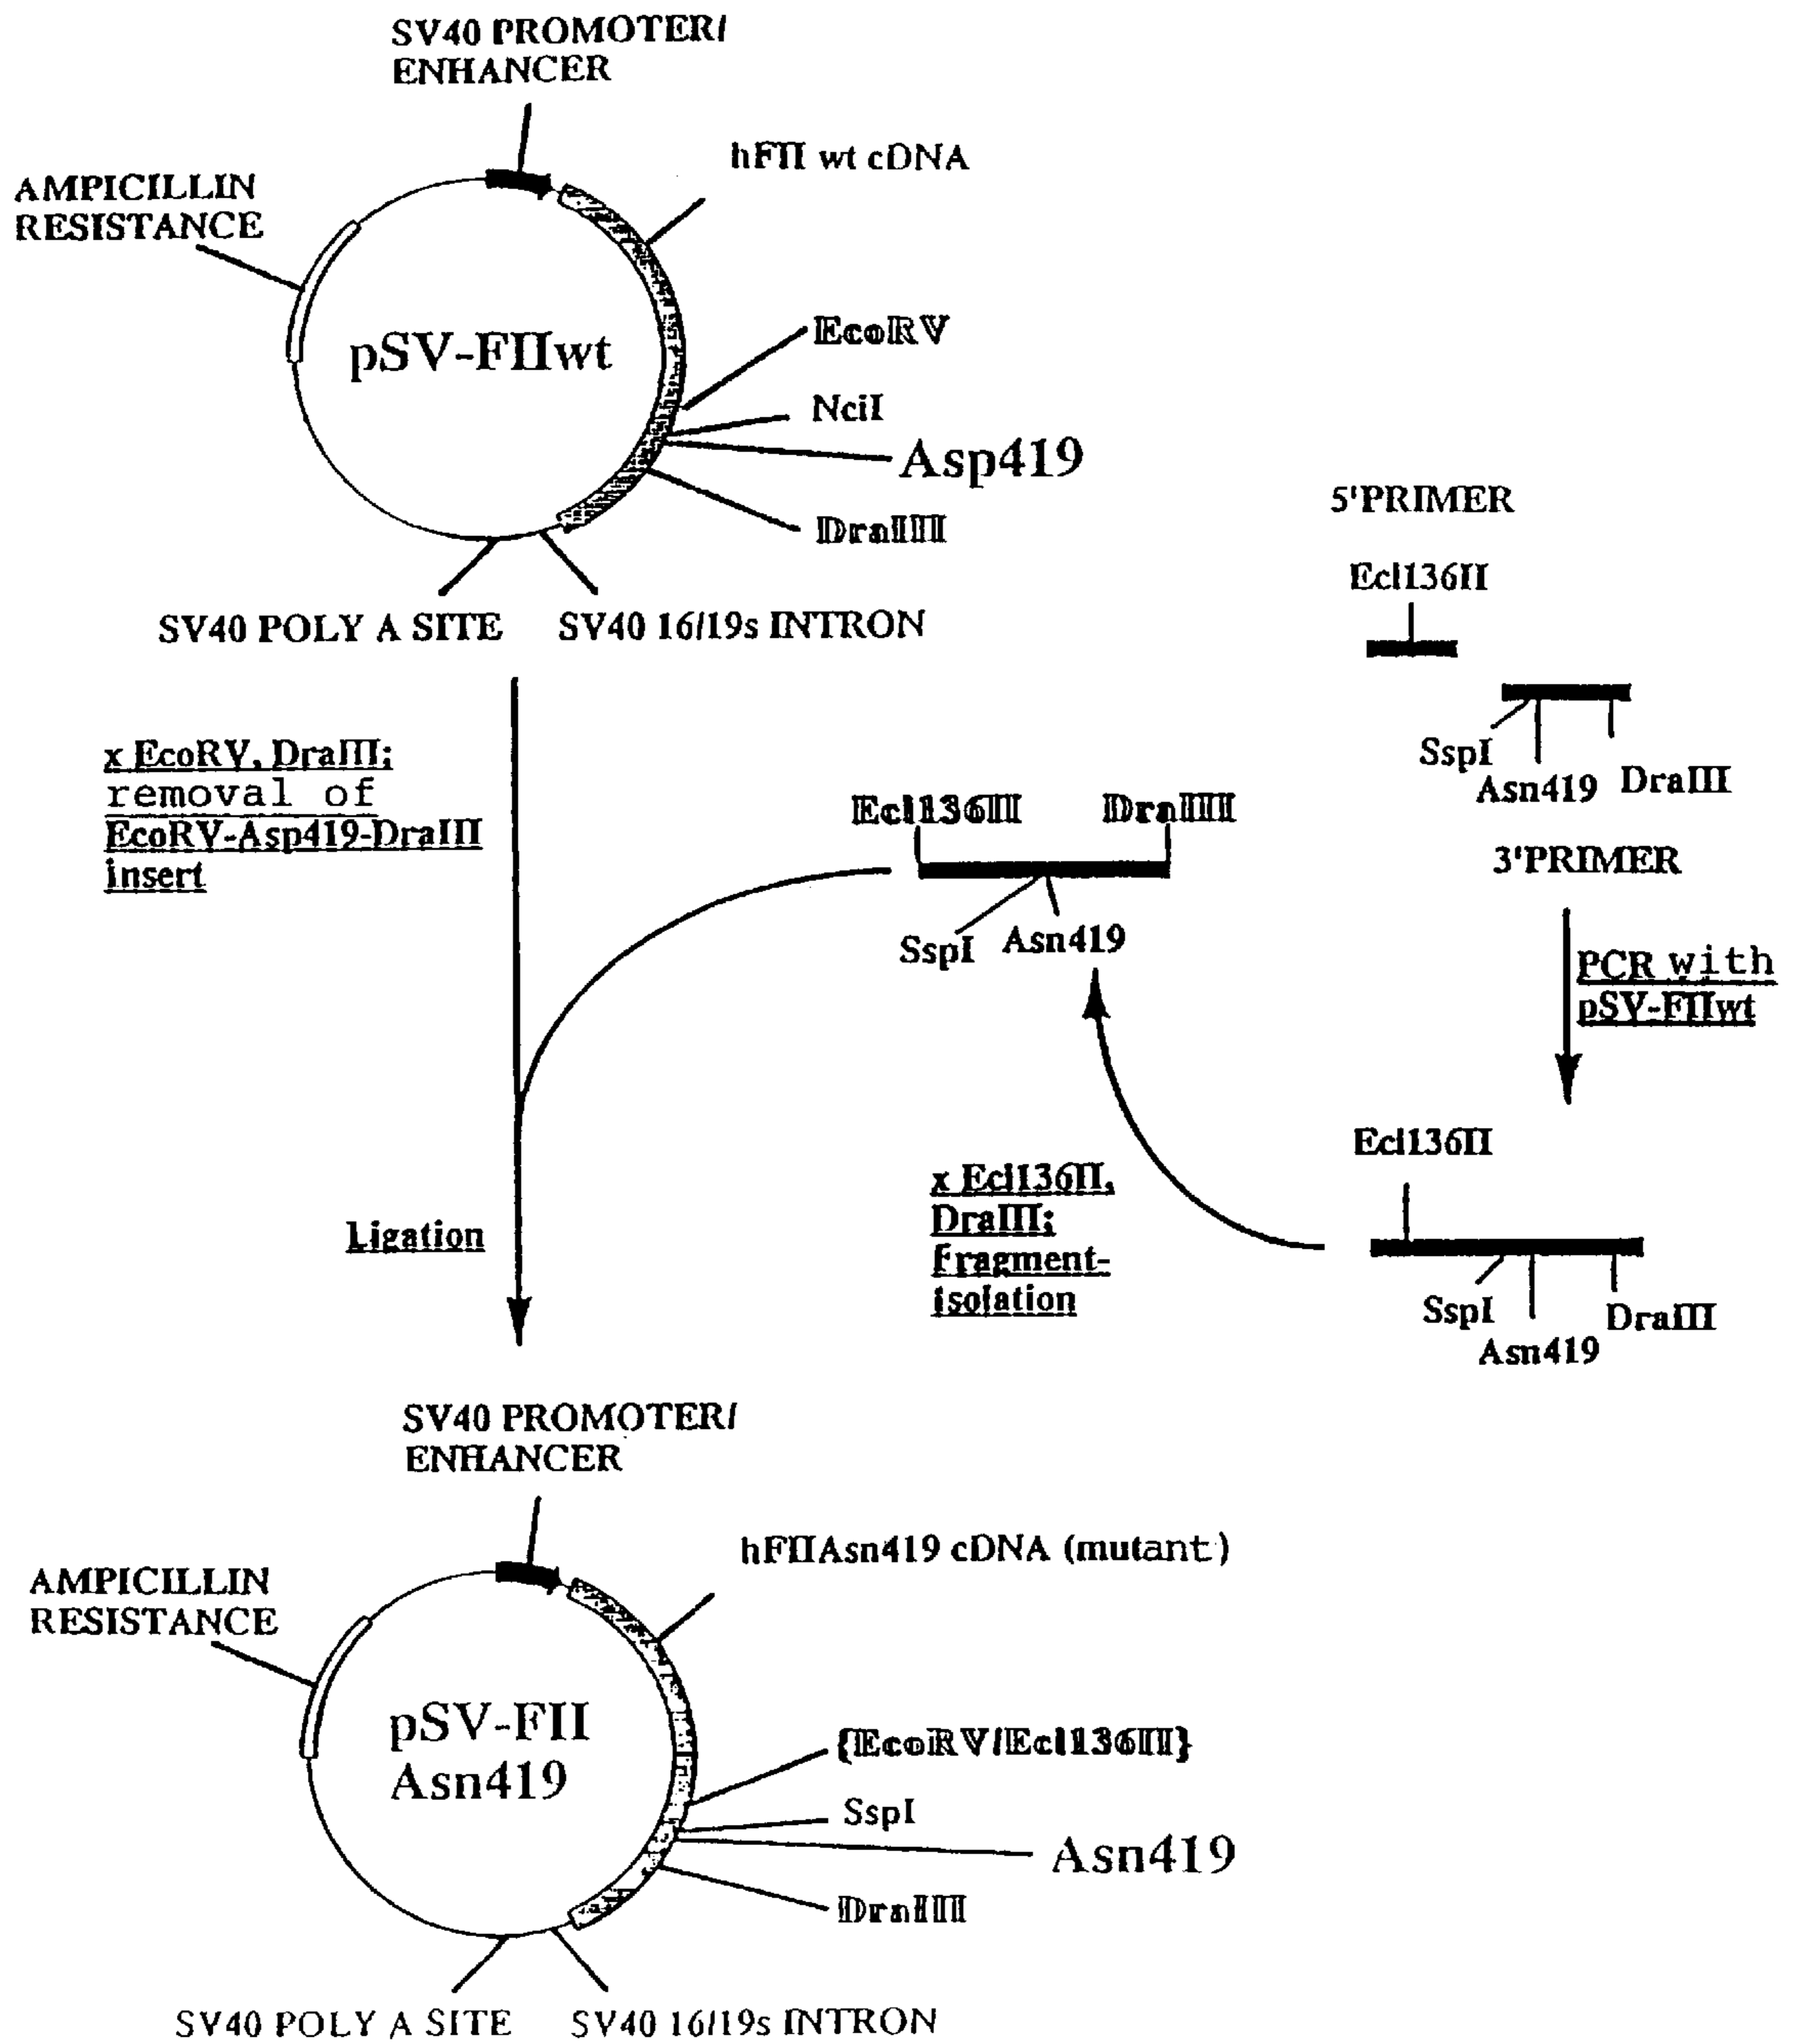 SV40 PROMOTER/
ENHANCER
hFII wt cDNA
AMPICILLIN
RESISTANCE
pSV-FIIwt
EcoRV
NciI
Asp419
DraIII
SV40 POLY A SITE
SV40 16/19s INTRON
5'PRIMER
Ecl136II
SspI
Asn419
DraIII
3'PRIMER
x EcoRV, DraIII;
removal of
EcoRV-Asp419-DraIII
insert
Ecl136II
DraIII
SspI
Asn419
PCR with
pSV-FIIwt
Ecl136II
SspI
Asn419
DraIII
x Ecl136II,
DraIII;
Fragment-
isolation
Ligation
SV40 PROMOTER/
ENHANCER
hFIIAsn419 cDNA (mutant)
AMPICILLIN
RESISTANCE
pSV-FII
Asn419
{EcoRV/Ecl136II}
SspI
Asn419
DraIII
SV40 POLY A SITE
SV40 16/19s INTRON